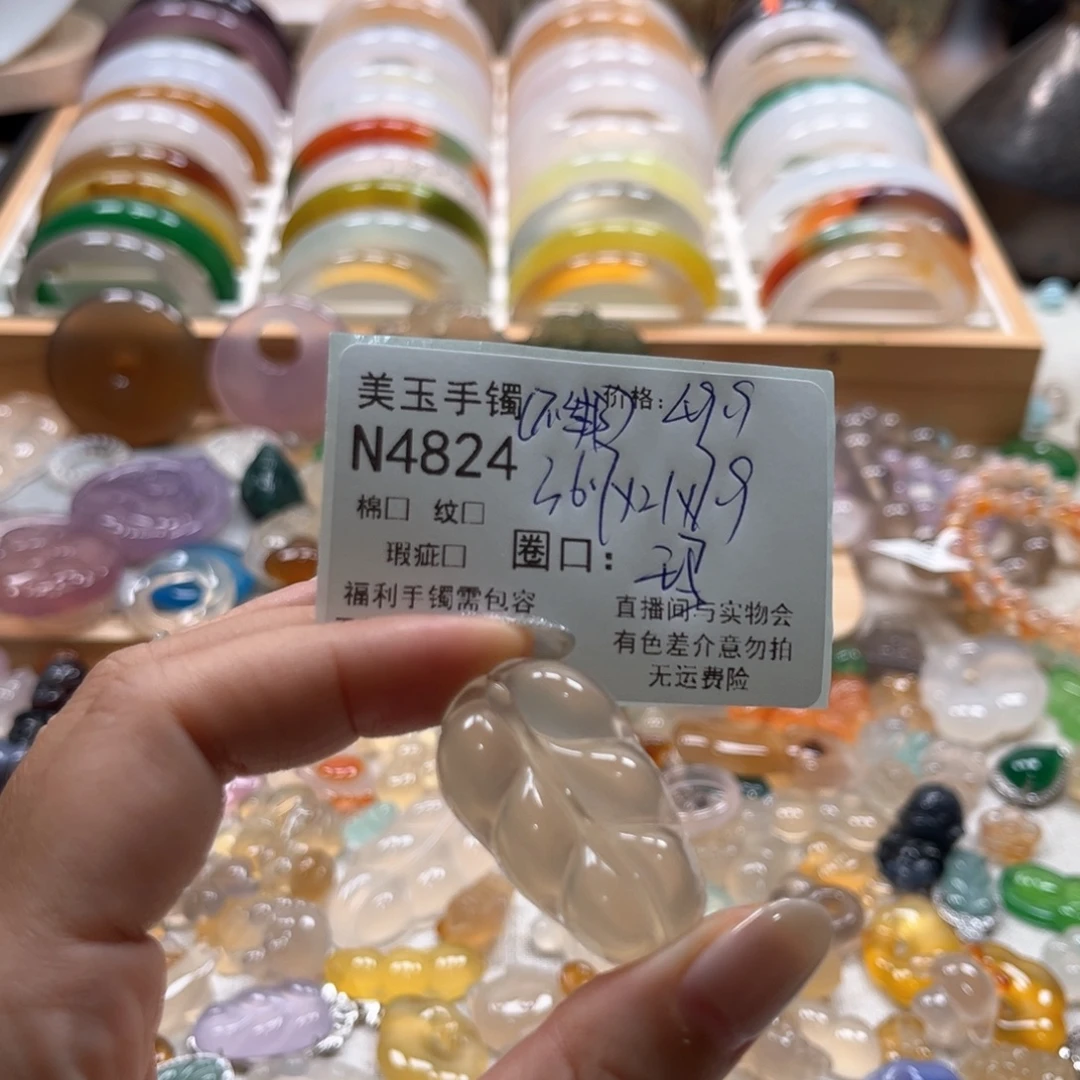 美玉手镯 价格: 49.9
N4824
棉□ 纹□
瑕疵□ 圈口:
福利手镯需包容
直播间与实物会
有色差介意勿拍
无运费险